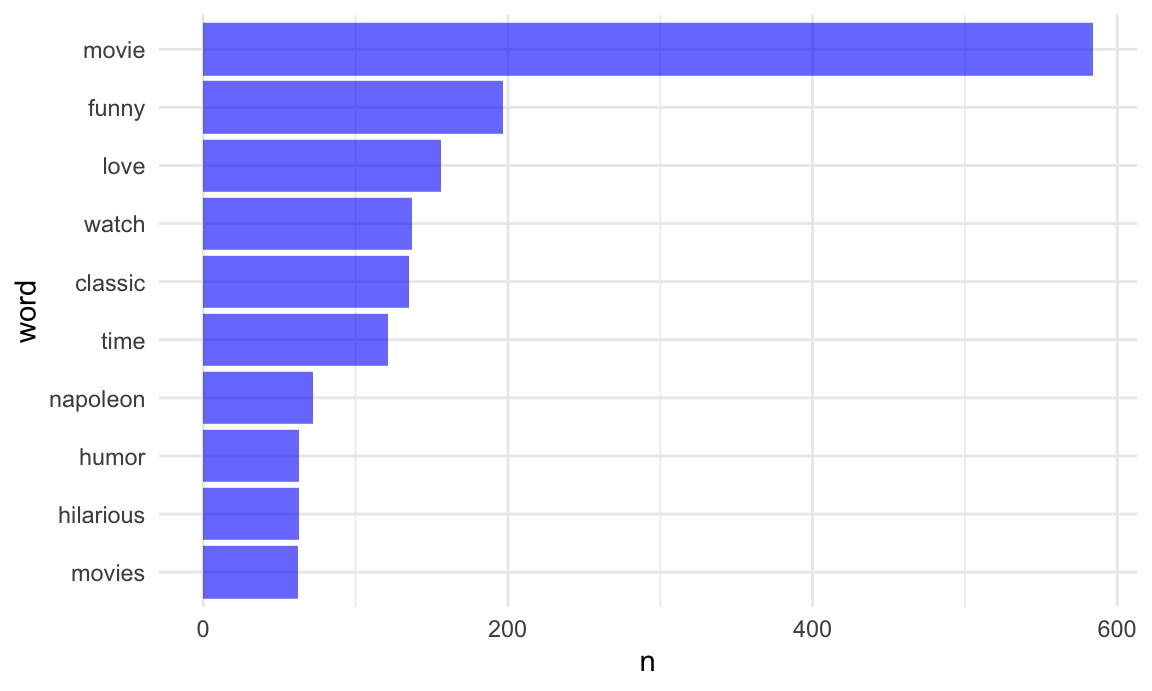 movie
funny
love
watch
classic
time
napoleon
humor
hilarious
movies
word
0 200 400 600
n